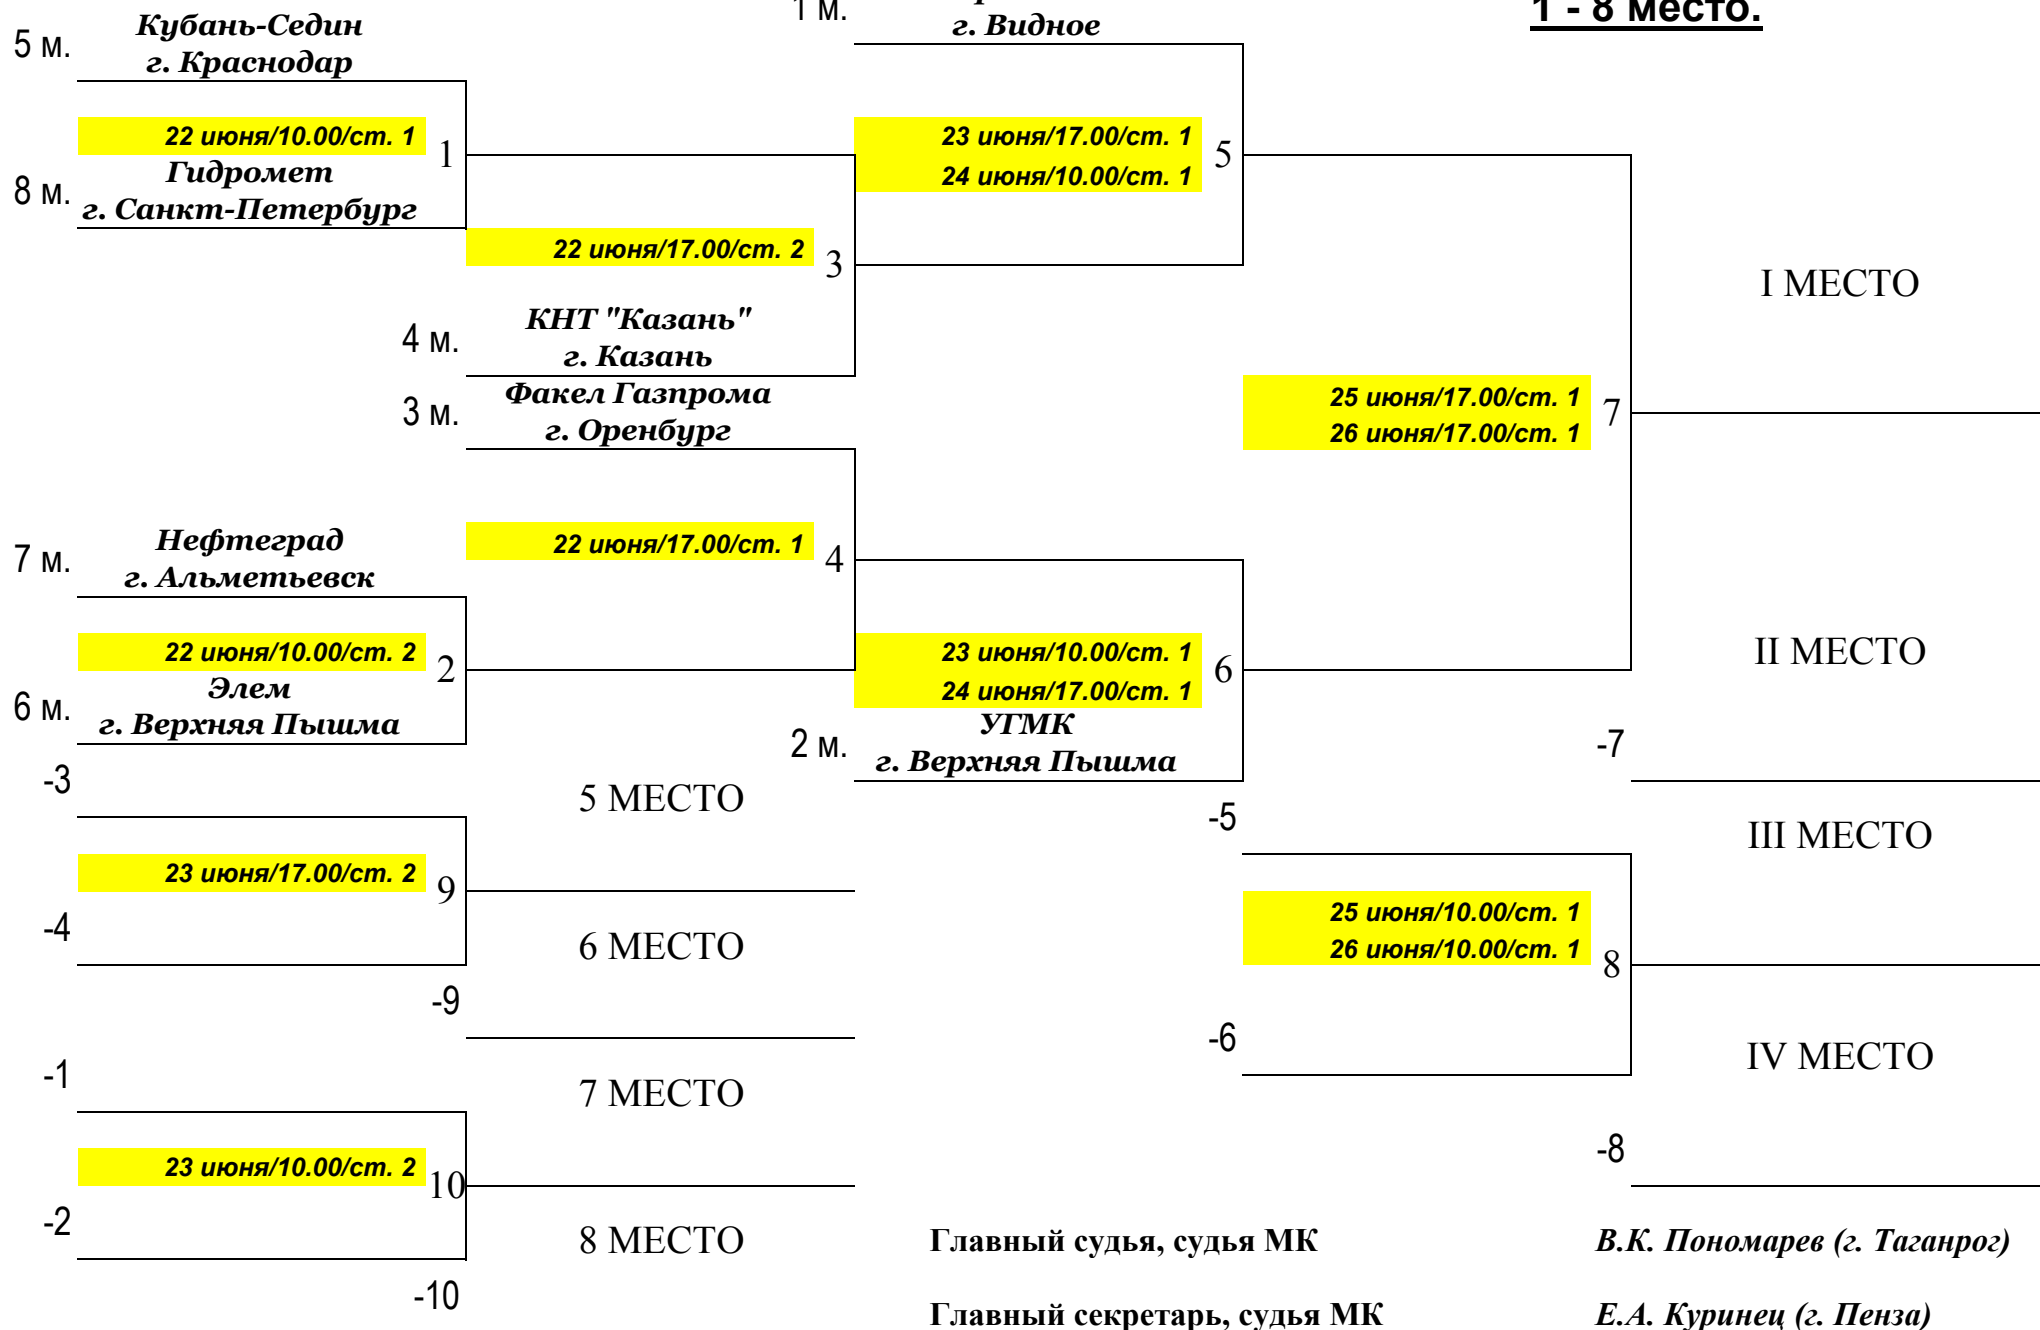 1 м.
1 - 8 место.
5 м.
Кубань-Седин
г. Краснодар
г. Видное
22 июня/10.00/ст. 1
1
23 июня/17.00/ст. 1
24 июня/10.00/ст. 1
5
8 м.
Гидромет
г. Санкт-Петербург
22 июня/17.00/ст. 2
3
I МЕСТО
4 м.
КНТ "Казань"
г. Казань
3 м.
Факел Газпрома
г. Оренбург
25 июня/17.00/ст. 1
26 июня/17.00/ст. 1
7
7 м.
Нефтеград
г. Альметьевск
22 июня/17.00/ст. 1
4
22 июня/10.00/ст. 2
2
23 июня/10.00/ст. 1
24 июня/17.00/ст. 1
6
II МЕСТО
6 м.
Элем
г. Верхняя Пышма
2 м.
УГМК
г. Верхняя Пышма
-7
-3
5 МЕСТО
-5
III МЕСТО
23 июня/17.00/ст. 2
9
-4
6 МЕСТО
25 июня/10.00/ст. 1
26 июня/10.00/ст. 1
8
-9
-6
IV МЕСТО
-1
7 МЕСТО
23 июня/10.00/ст. 2
10
-8
-2
8 МЕСТО
Главный судья, судья МК
В.К. Пономарев (г. Таганрог)
-10
Главный секретарь, судья МК
Е.А. Куринец (г. Пенза)